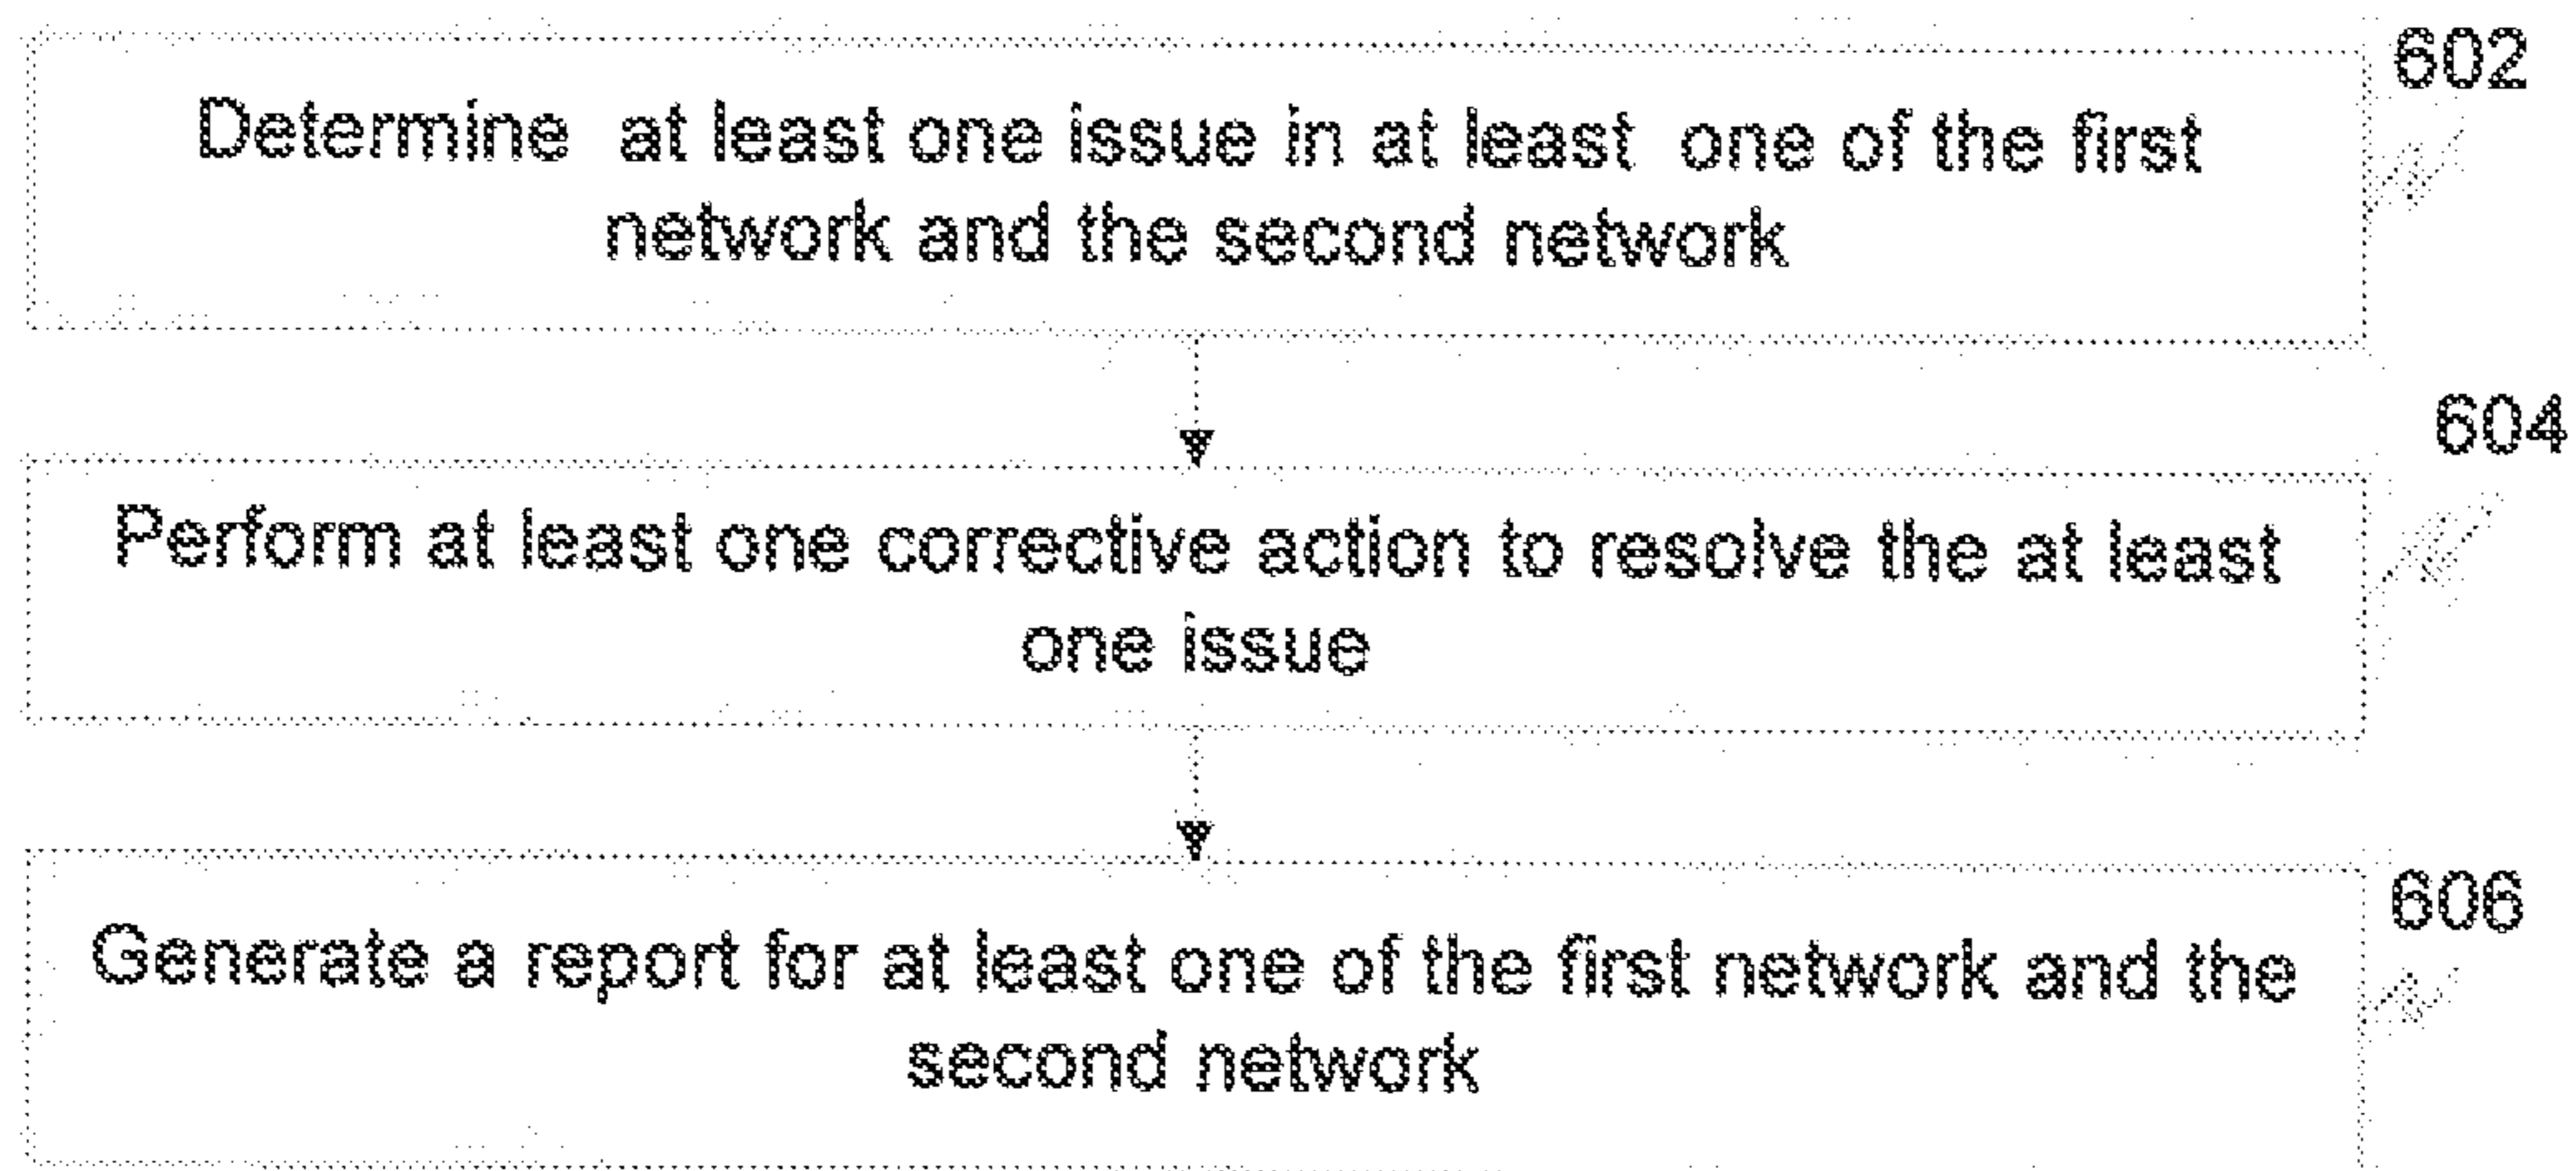 602
Determine at least one issue in at least one of the first
network and the second network
604
Perform at least one corrective action to resolve the at least
one issue
606
Generate a report for at least one of the first network and the
second network